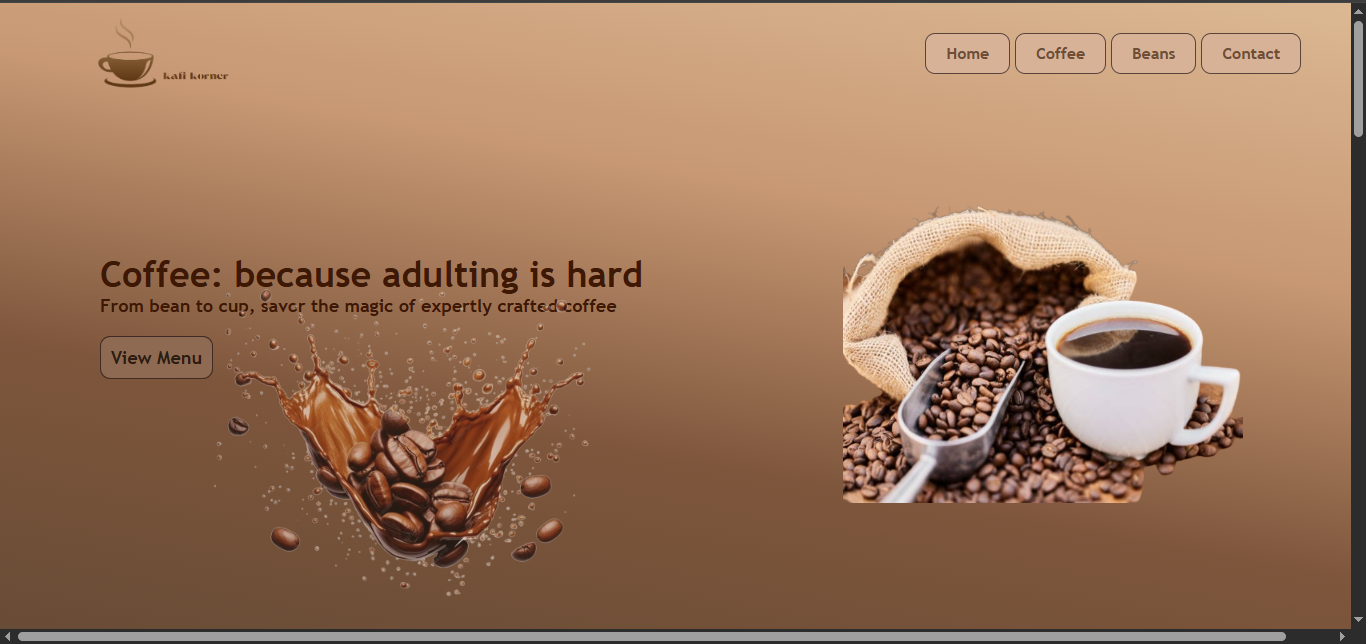 kafi korner
Home
Coffee
Beans
Contact
Coffee: because adulting is hard
From bean to cup, savor the magic of expertly crafted coffee
View Menu